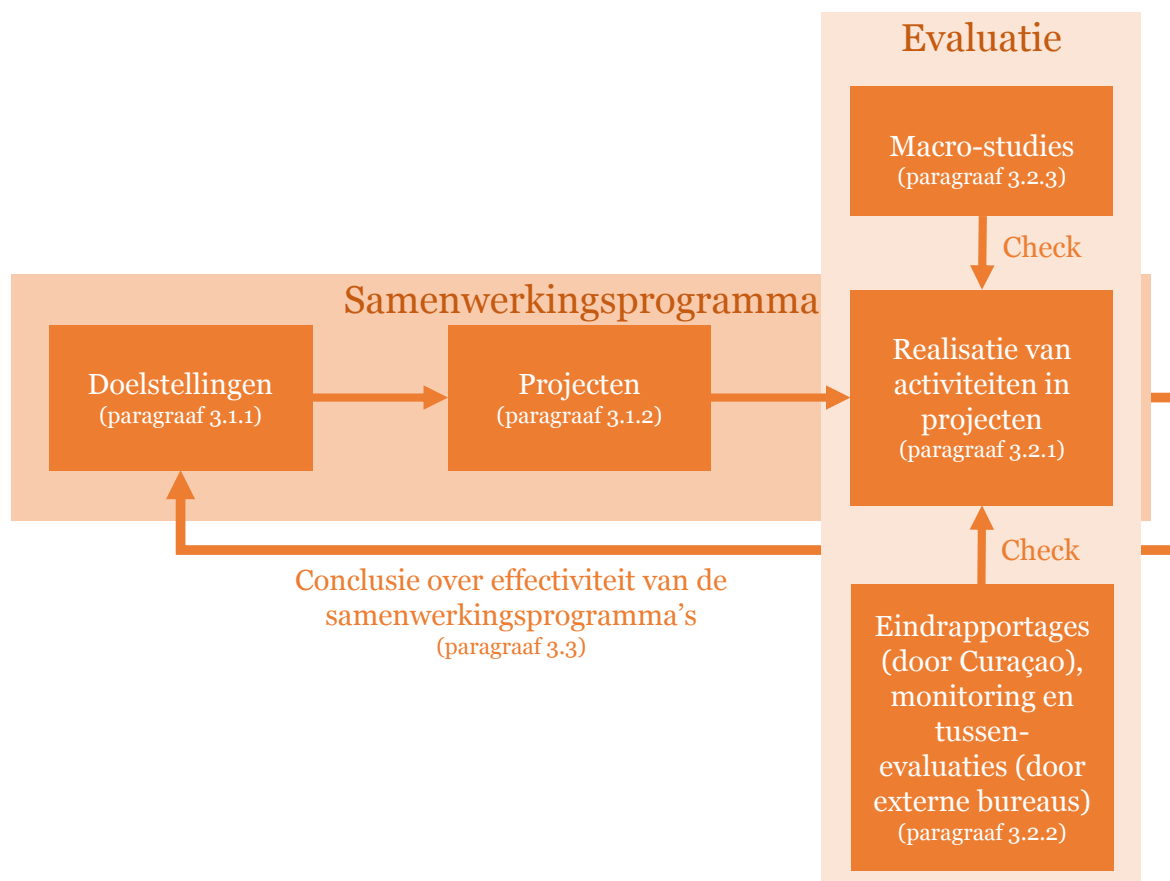 Evaluatie
Macro-studies
(paragraaf 3.2.3)
Check
Samenwerkingsprogramma
Doelstellingen
(paragraaf 3.1.1)
Projecten
(paragraaf 3.1.2)
Realisatie van
activiteiten in
projecten
(paragraaf 3.2.1)
Check
Conclusie over effectiviteit van de
samenwerkingsprogramma’s
(paragraaf 3.3)
Eindrapportages
(door Curaçao),
monitoring en
tussen-
evaluaties (door
externe bureaus)
(paragraaf 3.2.2)